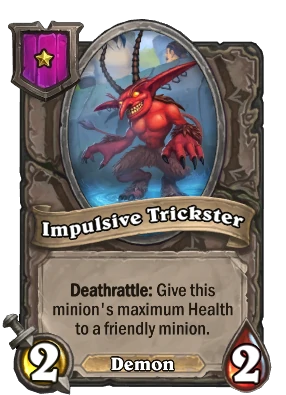 Impulsive Trickster
Deathrattle: Give this
minion's maximum Health
to a friendly minion.
2
Demon
2